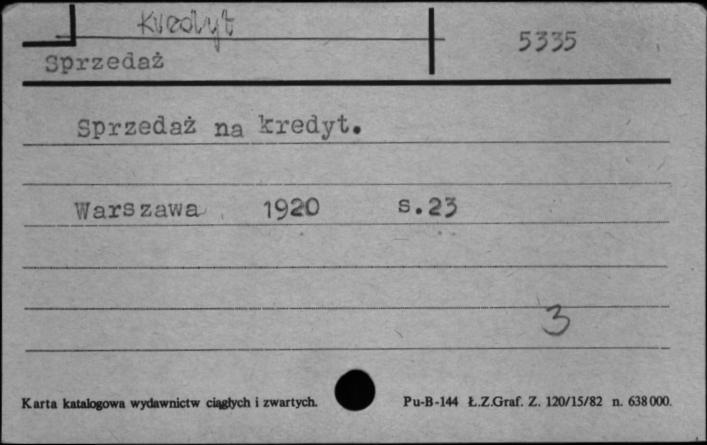 Kredyt
5335
Sprzedaż
Sprzedaż na kredyt.
Warszawa 1920 s.23
3
Karta katalogowa wydawnictw ciągłych i zwartych. Pu-B-144 Ł.Z.Graf. Z. 120/15/82 n. 638000.